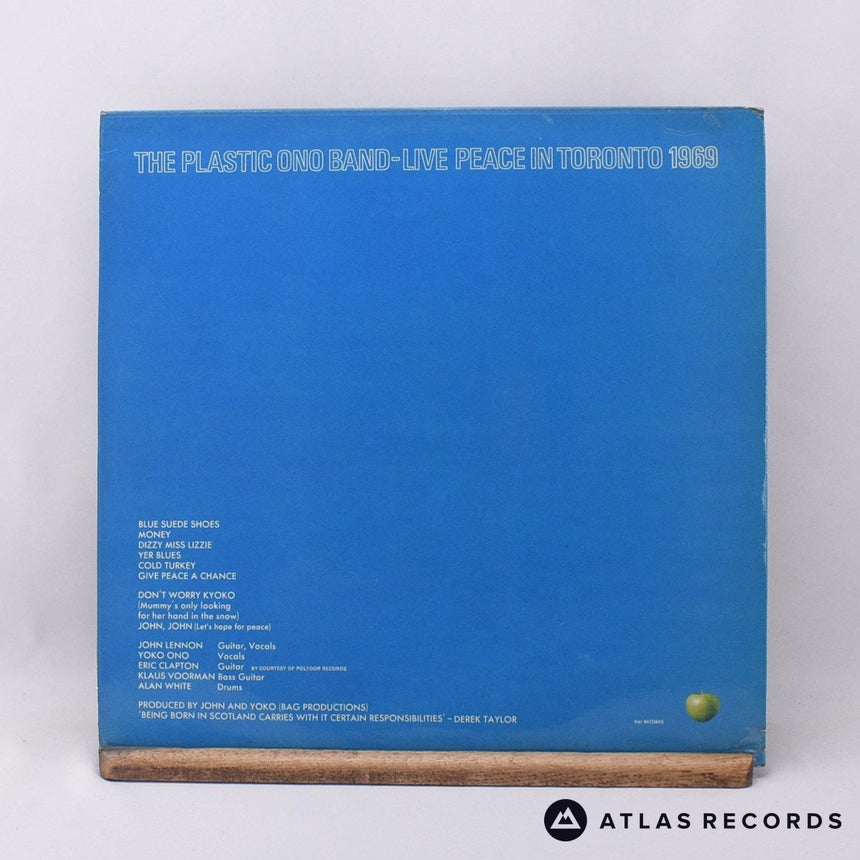 THE PLASTIC ONO BAND-LIVE PEACE IN TORONTO 1969
BLUE SUEDE SHOES
MONEY
DIZZY MISS LIZZIE
YER BLUES
COLD TURKEY
GIVE PEACE A CHANCE
DON'T WORRY KYOKO
(Mummy's only looking
for her hand in the snow)
JOHN, JOHN (Let's hope for peace)
JOHN LENNON Guitar, Vocals
YOKO ONO Vocals
ERIC CLAPTON Guitar BY COURTESY OF POLYDOR RECORDS
KLAUS VOORMAN Bass Guitar
ALAN WHITE Drums
PRODUCED BY JOHN AND YOKO (BAG PRODUCTIONS)
'BEING BORN IN SCOTLAND CARRIES WITH IT CERTAIN RESPONSIBILITIES' ~ DEREK TAYLOR
EMI RECORDS
ATLAS RECORDS